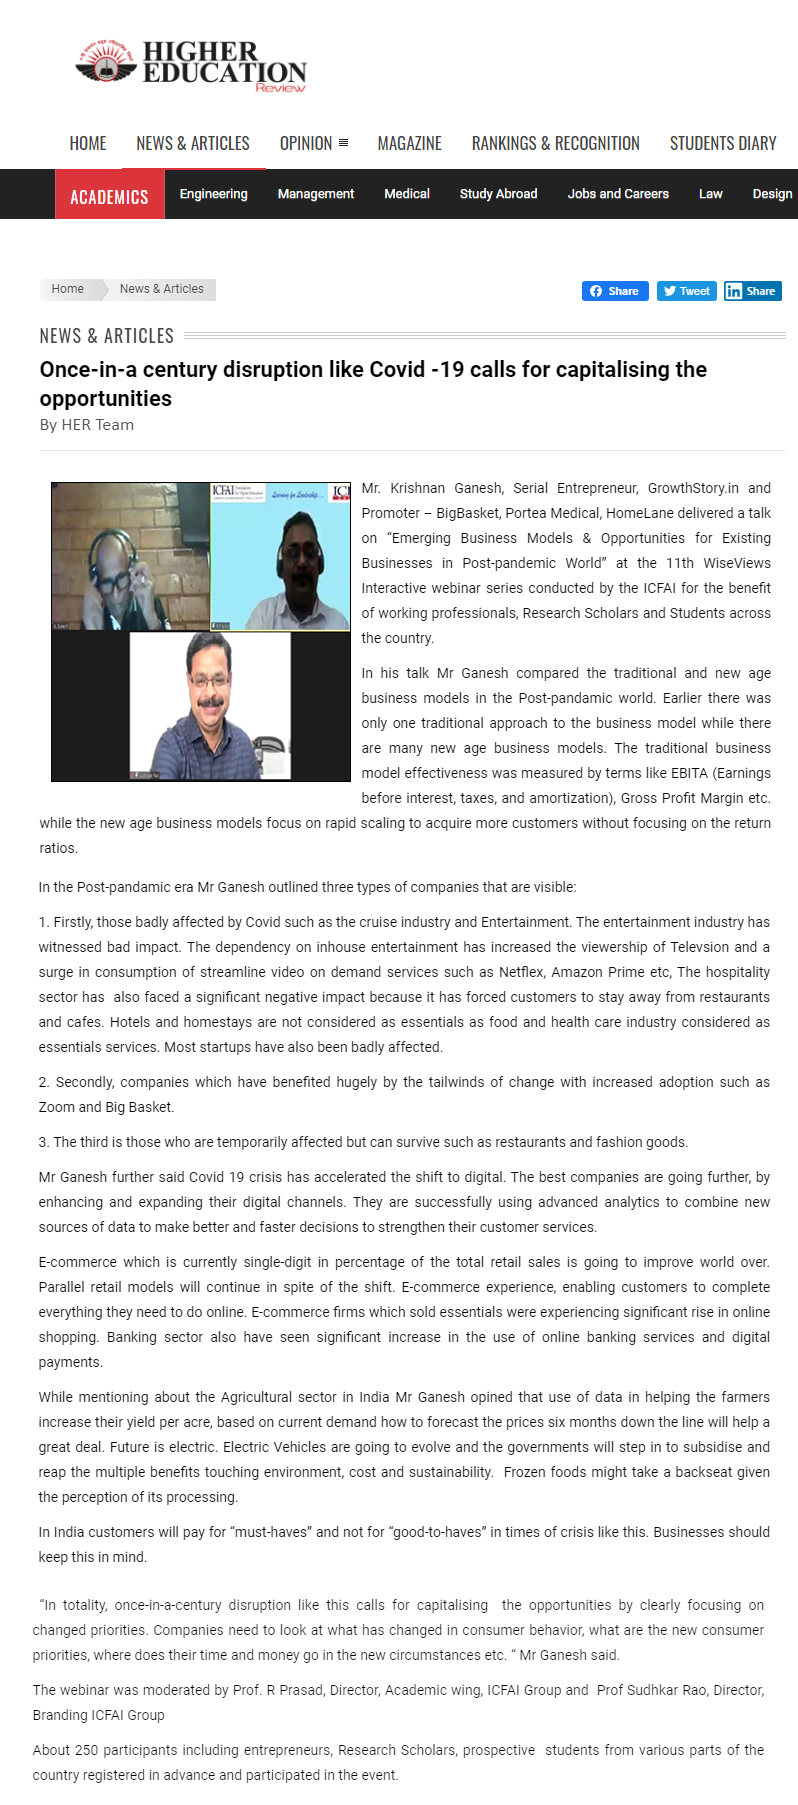 HIGHER
EDUCATION
Review
HOME NEWS & ARTICLES OPINION MAGAZINE RANKINGS & RECOGNITION STUDENTS DIARY
ACADEMICS Engineering Management Medical Study Abroad Jobs and Careers Law Design
Home News & Articles
Share Tweet Share
NEWS & ARTICLES
Once-in-a century disruption like Covid -19 calls for capitalising the
opportunities
By HER Team
ICFAI
Learning for Leadership...
ICI
Mr. Krishnan Ganesh, Serial Entrepreneur, GrowthStory.in and
Promoter – BigBasket, Portea Medical, HomeLane delivered a talk
on “Emerging Business Models & Opportunities for Existing
Businesses in Post-pandemic World” at the 11th WiseViews
Interactive webinar series conducted by the ICFAI for the benefit
of working professionals, Research Scholars and Students across
the country.
In his talk Mr Ganesh compared the traditional and new age
business models in the Post-pandamic world. Earlier there was
only one traditional approach to the business model while there
are many new age business models. The traditional business
model effectiveness was measured by terms like EBITA (Earnings
before interest, taxes, and amortization), Gross Profit Margin etc.
while the new age business models focus on rapid scaling to acquire more customers without focusing on the return
ratios.
In the Post-pandamic era Mr Ganesh outlined three types of companies that are visible:
1. Firstly, those badly affected by Covid such as the cruise industry and Entertainment. The entertainment industry has
witnessed bad impact. The dependency on inhouse entertainment has increased the viewership of Televsion and a
surge in consumption of streamline video on demand services such as Netflex, Amazon Prime etc, The hospitality
sector has also faced a significant negative impact because it has forced customers to stay away from restaurants
and cafes. Hotels and homestays are not considered as essentials as food and health care industry considered as
essentials services. Most startups have also been badly affected.
2. Secondly, companies which have benefited hugely by the tailwinds of change with increased adoption such as
Zoom and Big Basket.
3. The third is those who are temporarily affected but can survive such as restaurants and fashion goods.
Mr Ganesh further said Covid 19 crisis has accelerated the shift to digital. The best companies are going further, by
enhancing and expanding their digital channels. They are successfully using advanced analytics to combine new
sources of data to make better and faster decisions to strengthen their customer services.
E-commerce which is currently single-digit in percentage of the total retail sales is going to improve world over.
Parallel retail models will continue in spite of the shift. E-commerce experience, enabling customers to complete
everything they need to do online. E-commerce firms which sold essentials were experiencing significant rise in online
shopping. Banking sector also have seen significant increase in the use of online banking services and digital
payments.
While mentioning about the Agricultural sector in India Mr Ganesh opined that use of data in helping the farmers
increase their yield per acre, based on current demand how to forecast the prices six months down the line will help a
great deal. Future is electric. Electric Vehicles are going to evolve and the governments will step in to subsidise and
reap the multiple benefits touching environment, cost and sustainability. Frozen foods might take a backseat given
the perception of its processing.
In India customers will pay for “must-haves” and not for “good-to-haves” in times of crisis like this. Businesses should
keep this in mind.
“In totality, once-in-a-century disruption like this calls for capitalising the opportunities by clearly focusing on
changed priorities. Companies need to look at what has changed in consumer behavior, what are the new consumer
priorities, where does their time and money go in the new circumstances etc. “ Mr Ganesh said.
The webinar was moderated by Prof. R Prasad, Director, Academic wing, ICFAI Group and Prof Sudhkar Rao, Director,
Branding ICFAI Group
About 250 participants including entrepreneurs, Research Scholars, prospective students from various parts of the
country registered in advance and participated in the event.